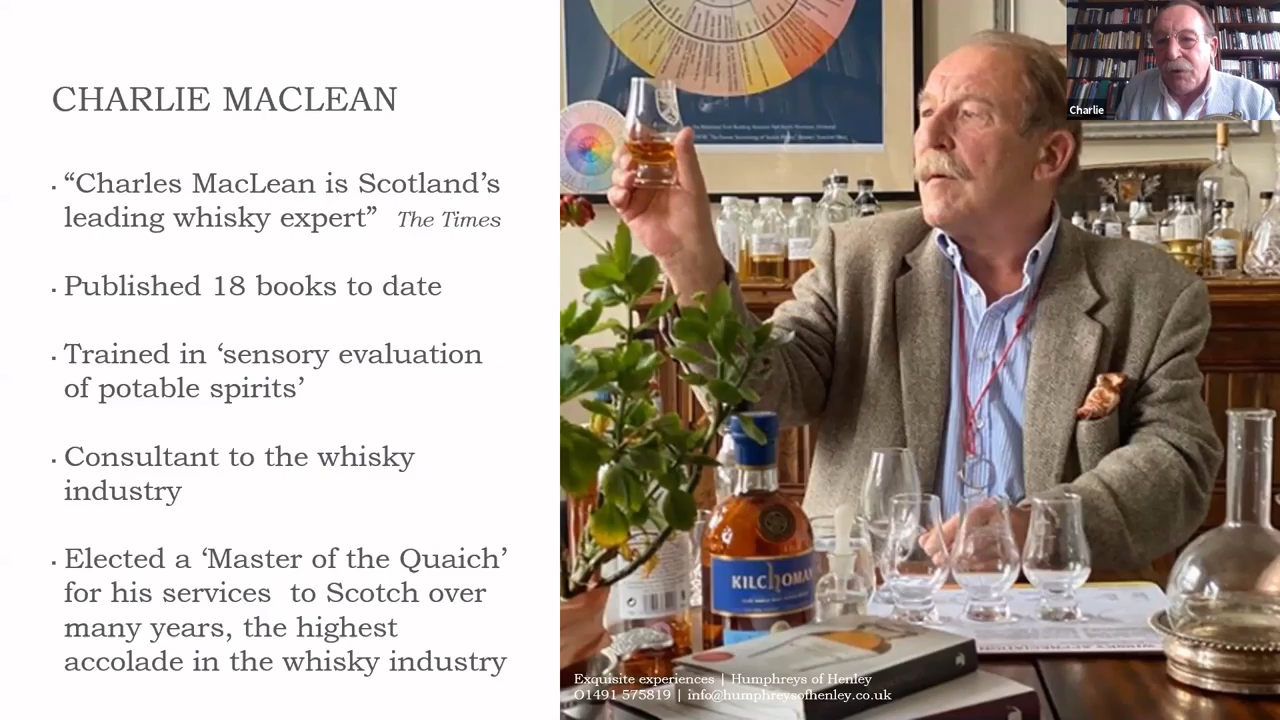 CHARLIE MACLEAN
▪ “Charles MacLean is Scotland’s
leading whisky expert” The Times
▪ Published 18 books to date
▪ Trained in ‘sensory evaluation
of potable spirits’
▪ Consultant to the whisky
industry
▪ Elected a ‘Master of the Quaich’
for his services to Scotch over
many years, the highest
accolade in the whisky industry
Charlie
KILCHOMAN
Exquisite experiences | Humphreys of Henley
O1491 575819 | info@humphreysofhenley.co.uk